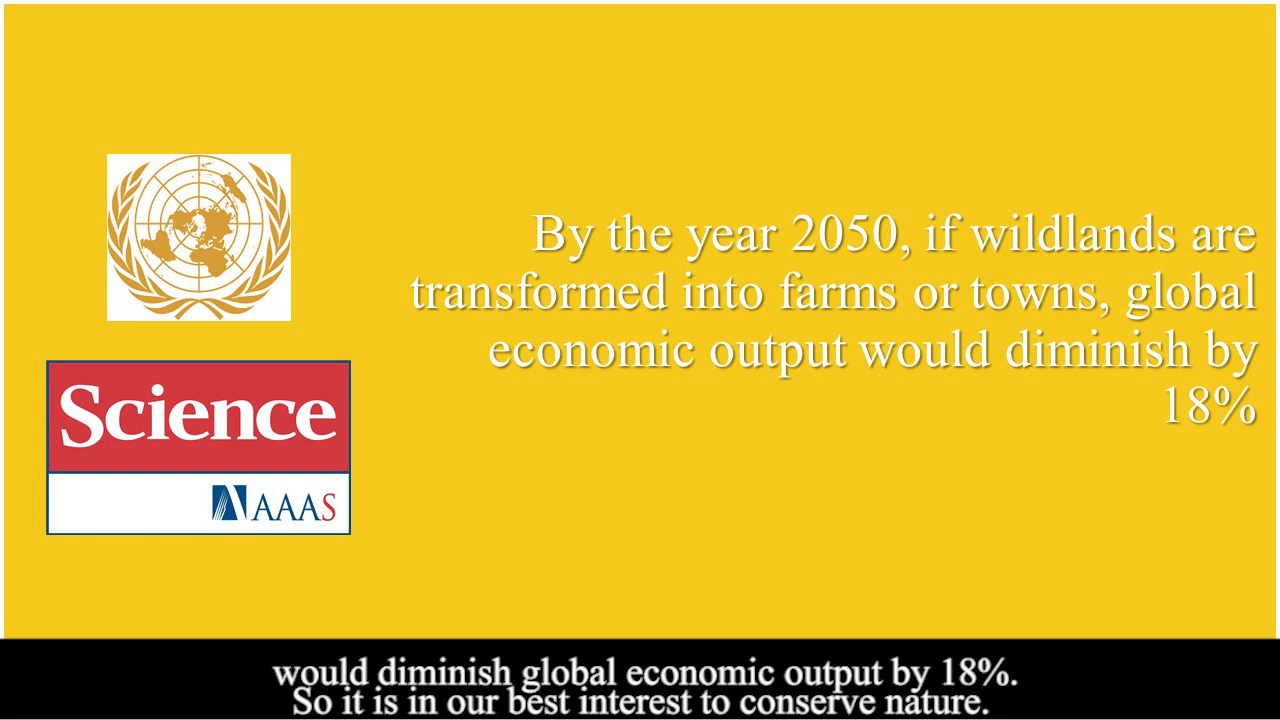 By the year 2050, if wildlands are
transformed into farms or towns, global
economic output would diminish by
18%
Science
AAAS
would diminish global economic output by 18%.
So it is in our best interest to conserve nature.